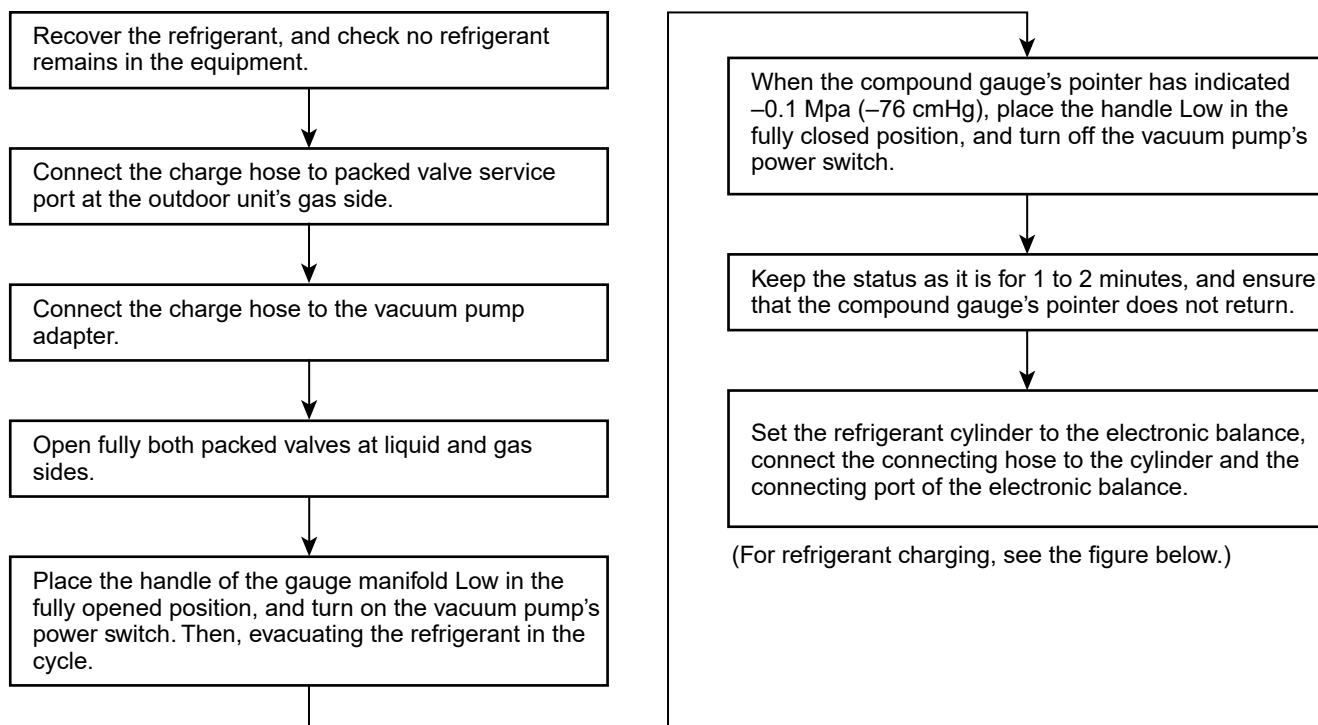 Recover the refrigerant, and check no refrigerant
remains in the equipment.
Connect the charge hose to packed valve service
port at the outdoor unit's gas side.
Connect the charge hose to the vacuum pump
adapter.
Open fully both packed valves at liquid and gas
sides.
Place the handle of the gauge manifold Low in the
fully opened position, and turn on the vacuum pump's
power switch. Then, evacuating the refrigerant in the
cycle.
When the compound gauge's pointer has indicated
–0.1 Mpa (–76 cmHg), place the handle Low in the
fully closed position, and turn off the vacuum pump's
power switch.
Keep the status as it is for 1 to 2 minutes, and ensure
that the compound gauge's pointer does not return.
Set the refrigerant cylinder to the electronic balance,
connect the connecting hose to the cylinder and the
connecting port of the electronic balance.
(For refrigerant charging, see the figure below.)